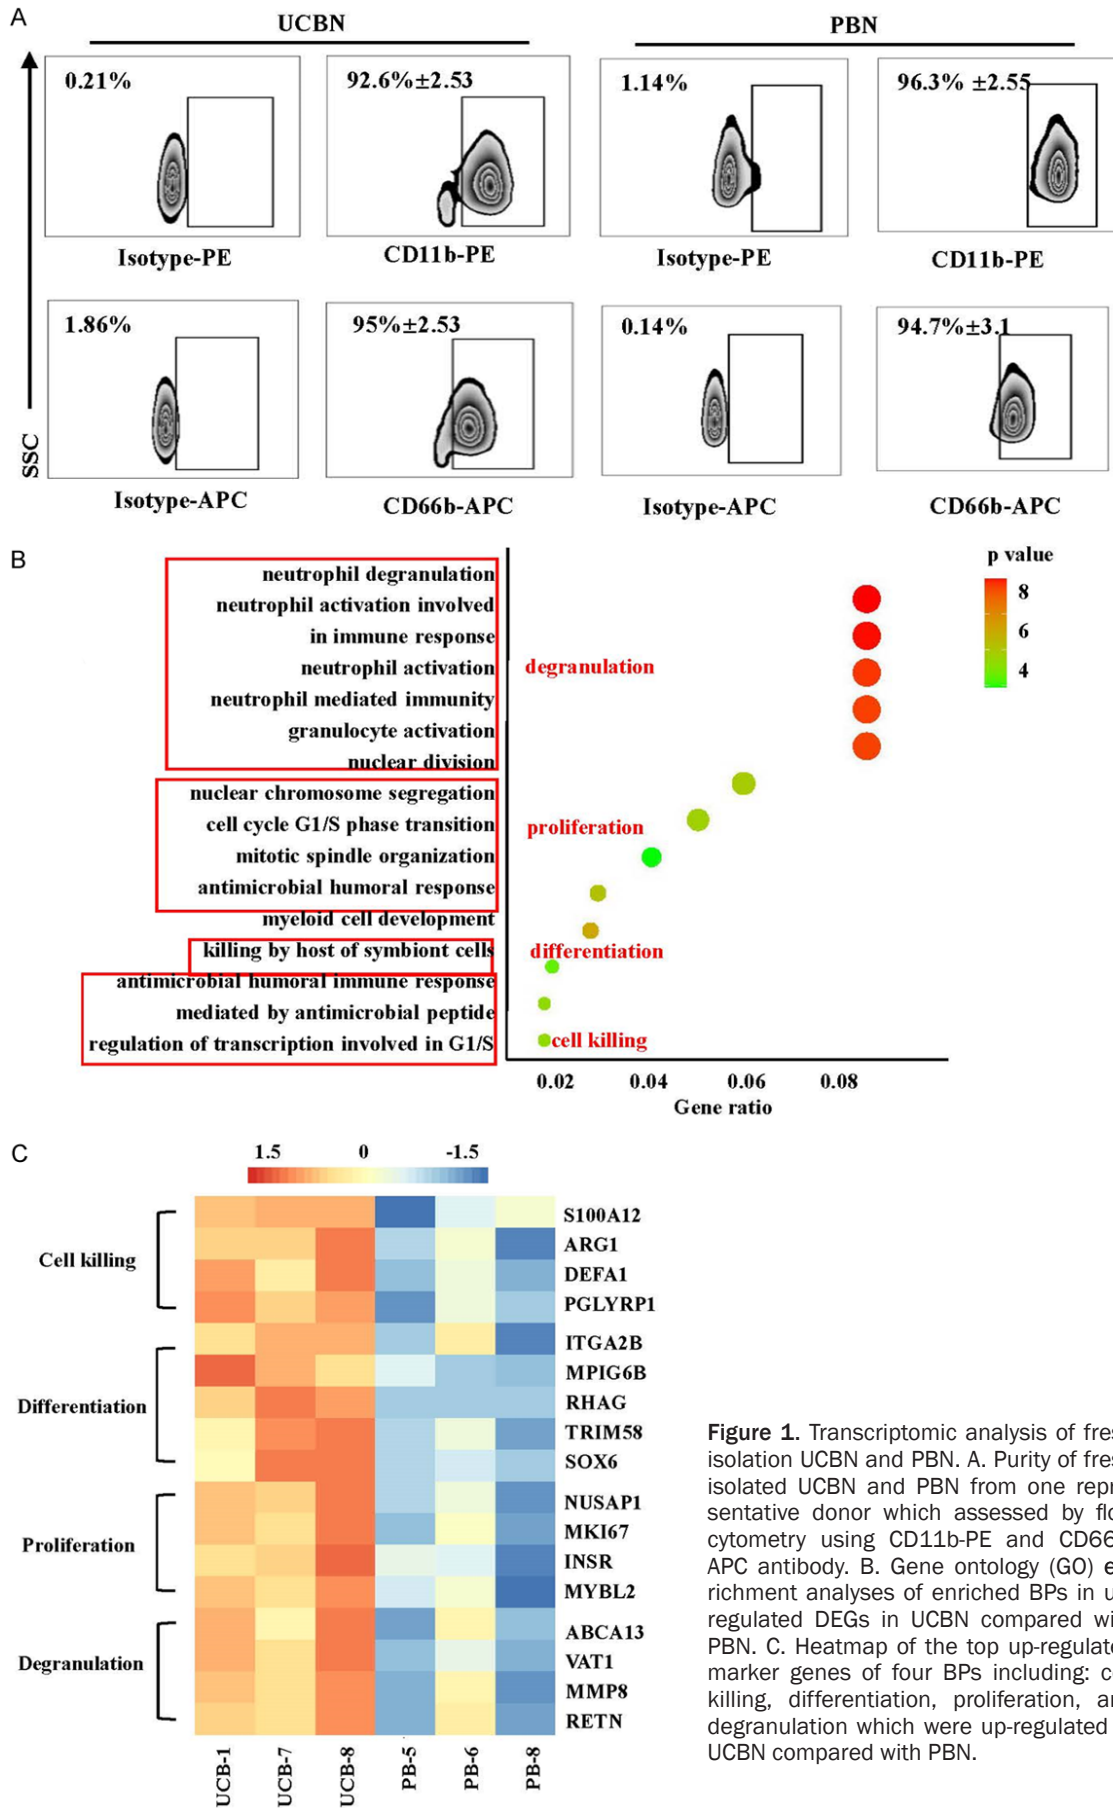 A
UCBN
PBN
0.21%
92.6%±2.53
1.14%
96.3% ±2.55
Isotype-PE
CD11b-PE
Isotype-PE
CD11b-PE
1.86%
95%±2.53
0.14%
94.7%±3.1
SSC
Isotype-APC
CD66b-APC
Isotype-APC
CD66b-APC
B
p value
8
6
4
neutrophil degranulation
neutrophil activation involved
in immune response
neutrophil activation
neutrophil mediated immunity
granulocyte activation
nuclear division
nuclear chromosome segregation
cell cycle G1/S phase transition
mitotic spindle organization
antimicrobial humoral response
myeloid cell development
killing by host of symbiont cells
antimicrobial humoral immune response
mediated by antimicrobial peptide
regulation of transcription involved in G1/S
degranulation
proliferation
differentiation
cell killing
0.02 0.04 0.06 0.08
Gene ratio
C
1.5 0 -1.5
Cell killing
Differentiation
Proliferation
Degranulation
S100A12
ARG1
DEFA1
PGLYRP1
ITGA2B
MPIG6B
RHAG
TRIM58
SOX6
NUSAP1
MKI67
INSR
MYBL2
ABCA13
VAT1
MMP8
RETN
UCB-1
UCB-7
UCB-8
PB-5
PB-6
PB-8
Figure 1. Transcriptomic analysis of fres
isolation UCBN and PBN. A. Purity of fres
isolated UCBN and PBN from one repr
sentative donor which assessed by flo
cytometry using CD11b-PE and CD66
APC antibody. B. Gene ontology (GO) e
richment analyses of enriched BPs in u
regulated DEGs in UCBN compared wi
PBN. C. Heatmap of the top up-regulate
marker genes of four BPs including: c
killing, differentiation, proliferation, ar
degranulation which were up-regulated
UCBN compared with PBN.